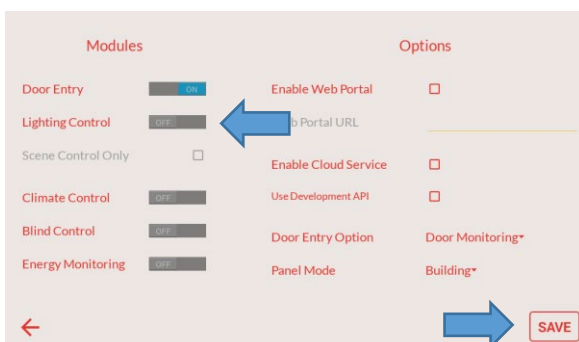 Modules
Door Entry ON
Lighting Control OFF
Scene Control Only
Climate Control OFF
Blind Control OFF
Energy Monitoring OFF
Options
Enable Web Portal
Portal URL
Enable Cloud Service
Use Development API
Door Entry Option Door Monitoring
Panel Mode Building
SAVE